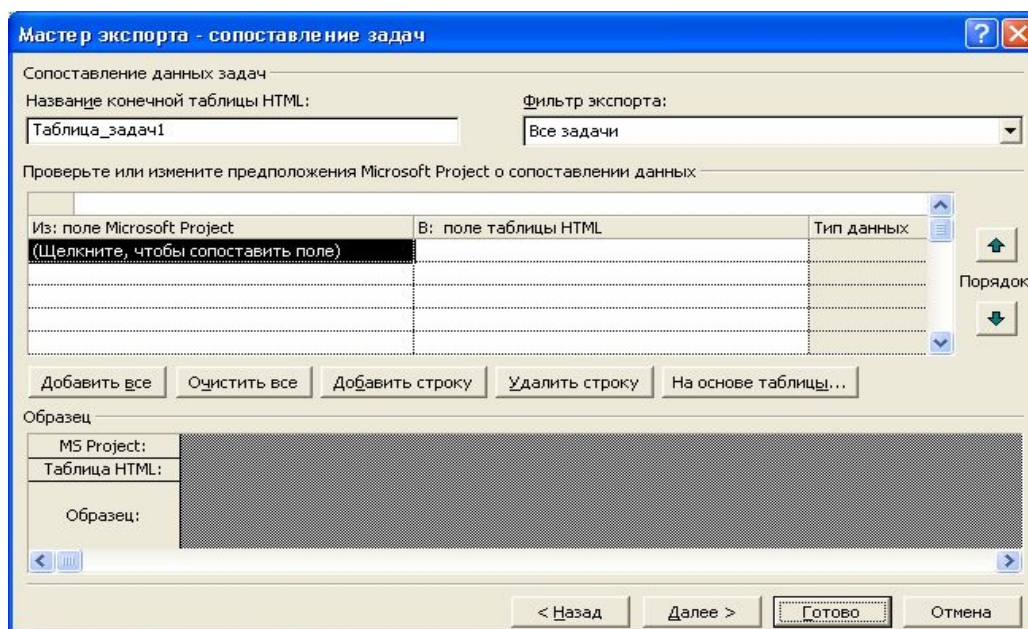 Мастер экспорта - сопоставление задач
Сопоставление данных задач
Название конечной таблицы HTML:
Фильтр экспорта:
Таблица_задач1
Все задачи
Проверьте или измените предположения Microsoft Project о сопоставлении данных
Из: поле Microsoft Project
В: поле таблицы HTML
Тип данных
(Щелкните, чтобы сопоставить поле)
Порядок
Добавить все
Очистить все
Добавить строку
Удалить строку
На основе таблицы...
Образец
MS Project:
Таблица HTML:
Образец:
< Назад
Далее >
Готово
Отмена